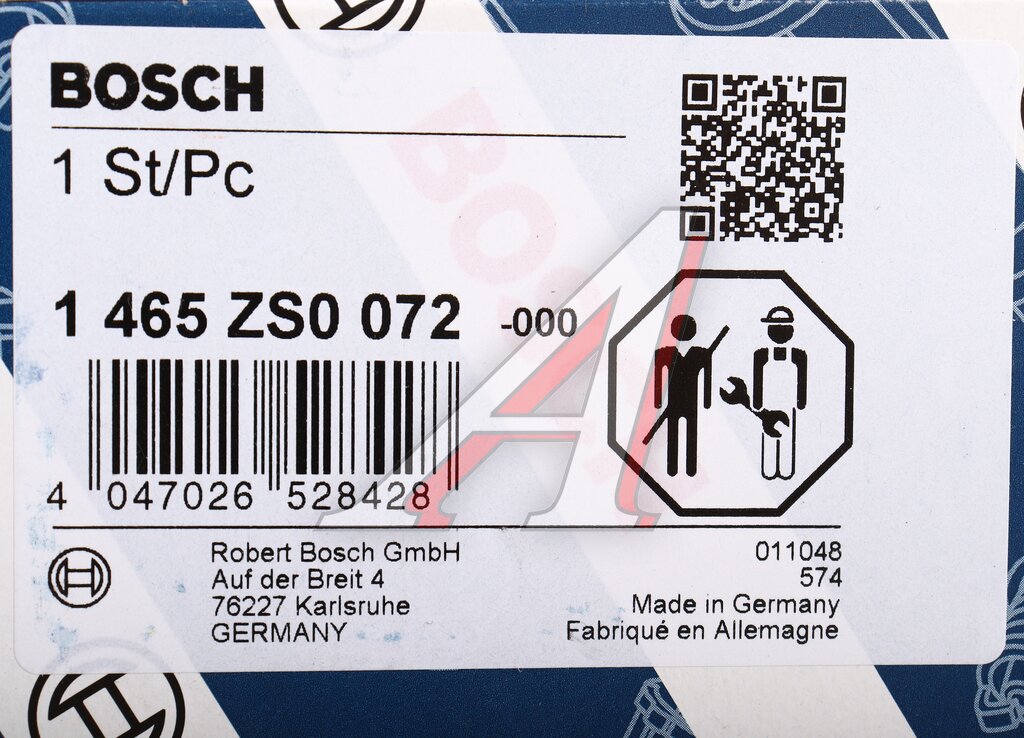 BOSCH
1 St/Pc
1 465 ZS0 072 -000
4 047026 528428
Robert Bosch GmbH
Auf der Breit 4
76227 Karlsruhe
GERMANY
011048
574
Made in Germany
Fabriqué en Allemagne
BOSCH